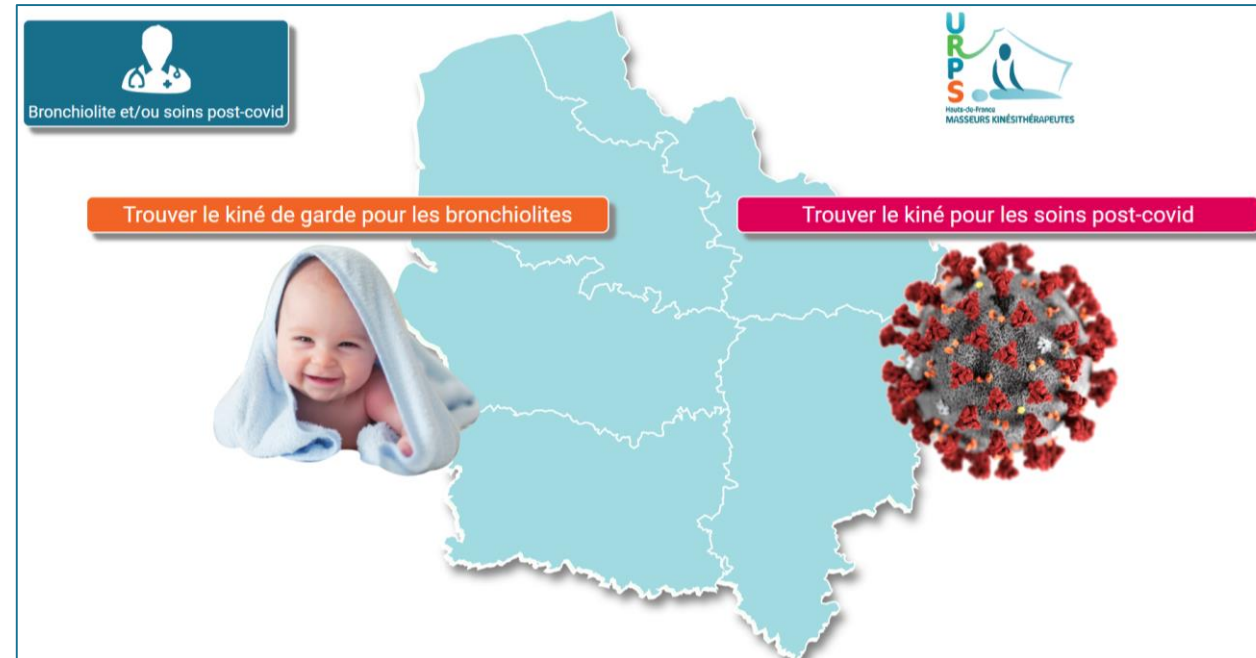 Bronchiolite et/ou soins post-covid
URPS
Hauts-de-France
MASSEURS KINÉSITHÉRAPEUTES
Trouver le kiné de garde pour les bronchiolites
Trouver le kiné pour les soins post-covid